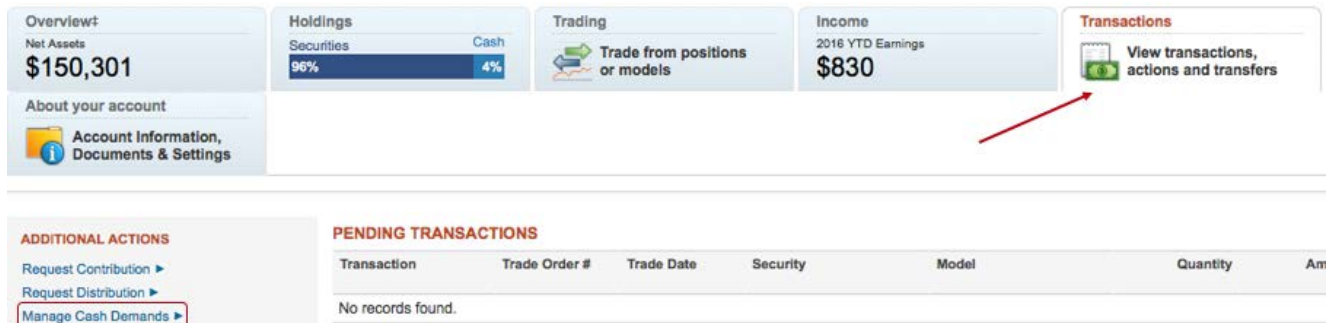 Overview‡
Net Assets
$150,301
Holdings
Securities Cash
96% 4%
Trading
Trade from positions
or models
Income
2016 YTD Earnings
$830
Transactions
View transactions,
actions and transfers
About your account
Account Information,
Documents & Settings
ADDITIONAL ACTIONS
Request Contribution ►
Request Distribution ►
Manage Cash Demands ►
PENDING TRANSACTIONS
Transaction Trade Order # Trade Date Security Model Quantity Am
No records found.